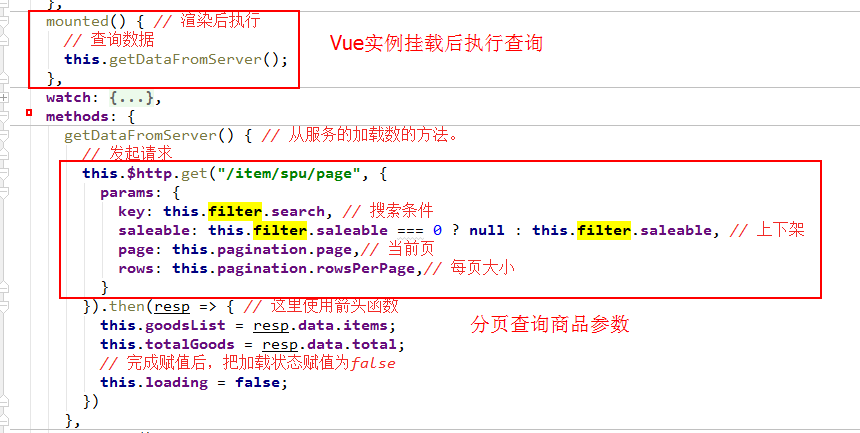 },
mounted() { // 渲染后执行
// 查询数据
this.getDataFromServer();
},
Vue实例挂载后执行查询
watch: {...},
methods: {
getDataFromServer() { // 从服务的加载数的方法。
// 发起请求
this.$http.get("/item/spu/page", {
params: {
key: this.filter.search, // 搜索条件
saleable: this.filter.saleable === 0 ? null : this.filter.saleable, // 上下架
page: this.pagination.page,// 当前页
rows: this.pagination.rowsPerPage,// 每页大小
}
}).then(resp => { // 这里使用箭头函数
this.goodsList = resp.data.items;
分页查询商品参数
this.totalGoods = resp.data.total;
// 完成赋值后，把加载状态赋值为false
this.loading = false;
})
},